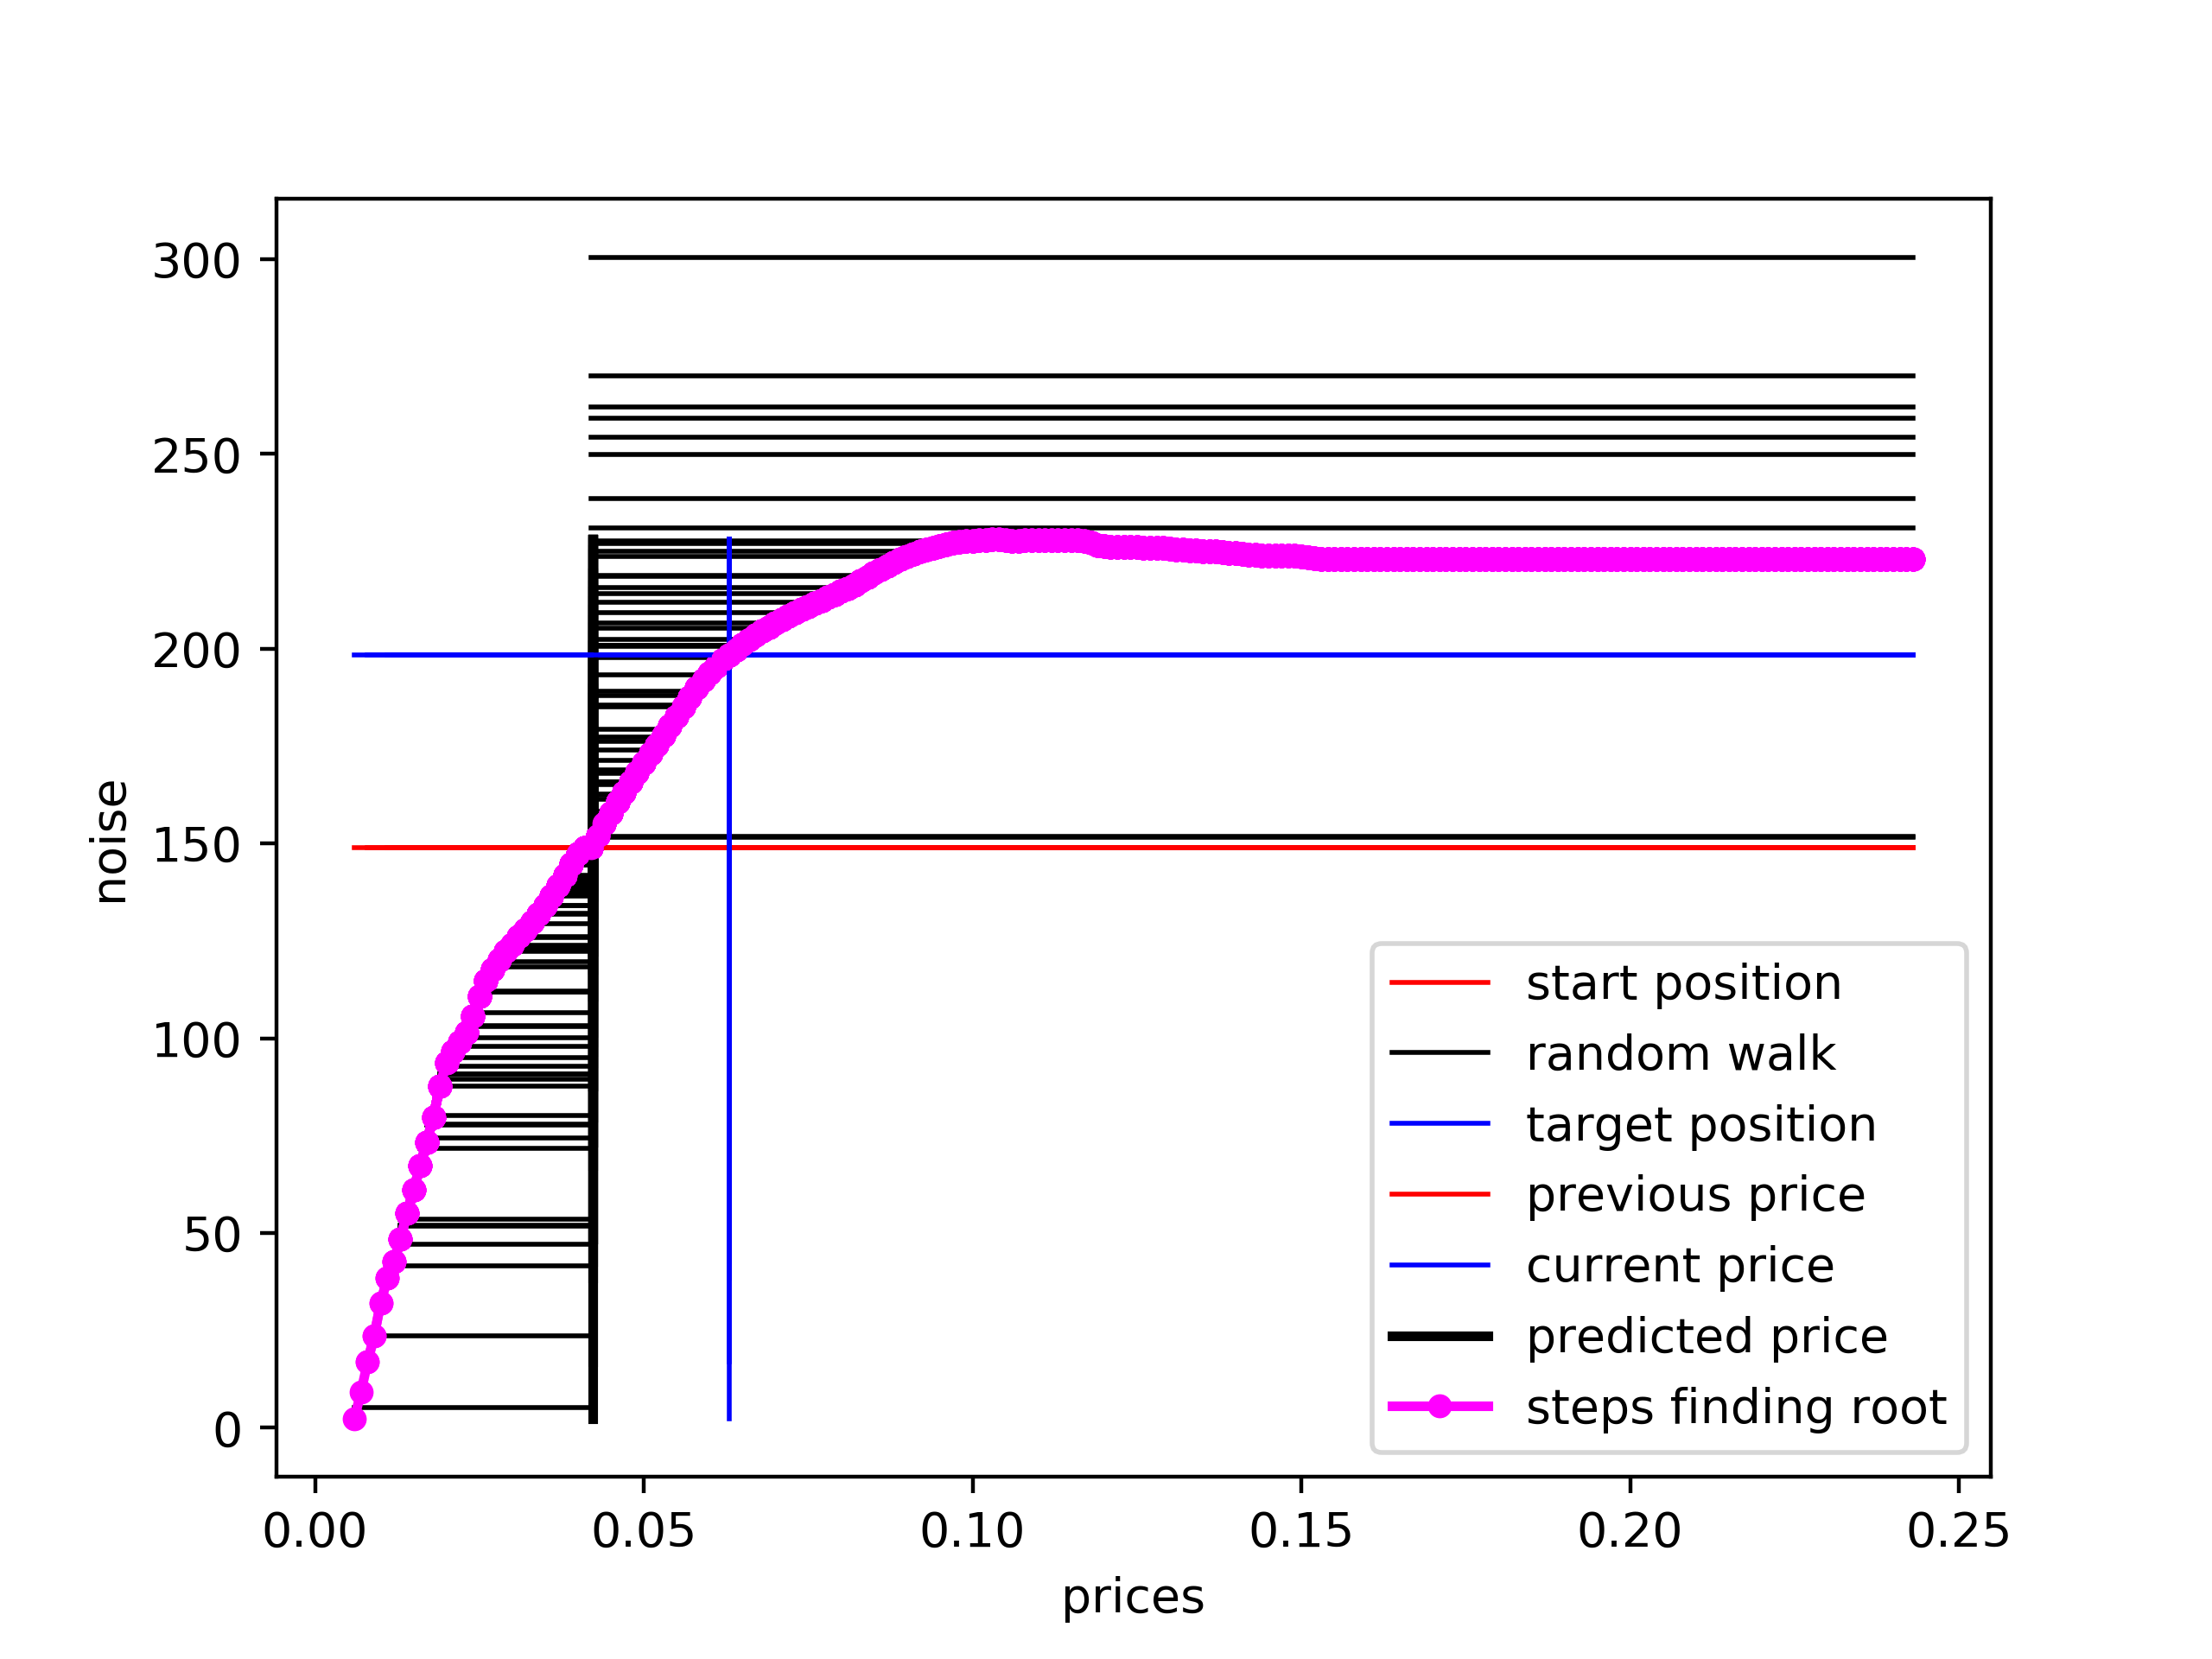 300
250
200
150
100
50
0
noise
start position
random walk
target position
previous price
current price
predicted price
steps finding root
0.00 0.05 0.10 0.15 0.20 0.25
prices